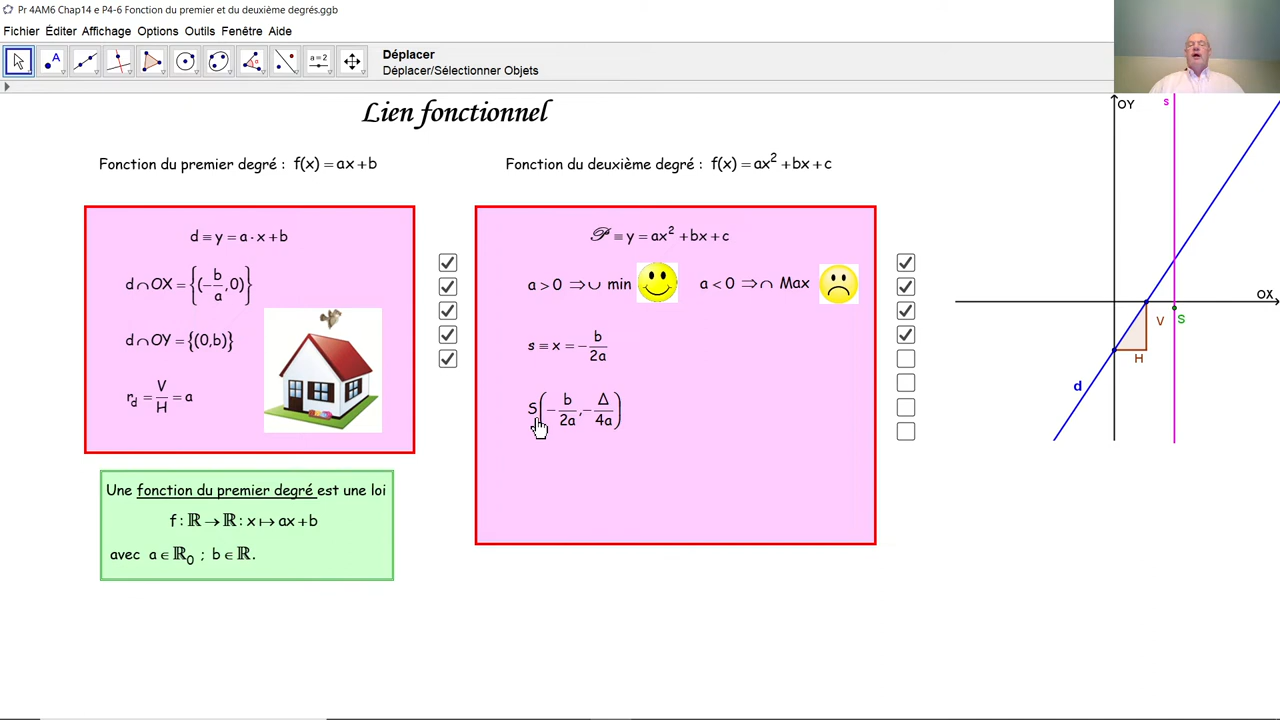 Pr 4AM6 Chap14 e P4-6 Fonction du premier et du deuxième degrés.ggb
Fichier Éditer Affichage Options Outils Fenêtre Aide
A
a=2
Déplacer
Déplacer/Sélectionner Objets
Lien fonctionnel
Fonction du premier degré : f(x) = ax+b
Fonction du deuxième degré : f(x) = ax² +bx+c
d ≡ y = a·x+b
d∩OX = {(-b/a,0)}
d∩OY = {(0,b)}
r_d = V/H = a
𝒫 ≡ y = ax² +bx+c
a > 0 ⇒∪ min
a < 0 ⇒∩ Max
s ≡ x = -b/2a
S(-b/2a,-Δ/4a)
Une fonction du premier degré est une loi
f : ℝ → ℝ : x ↦ ax+b
avec a ∈ ℝ₀ ; b ∈ ℝ.
OY
s
OX
V
S
H
d